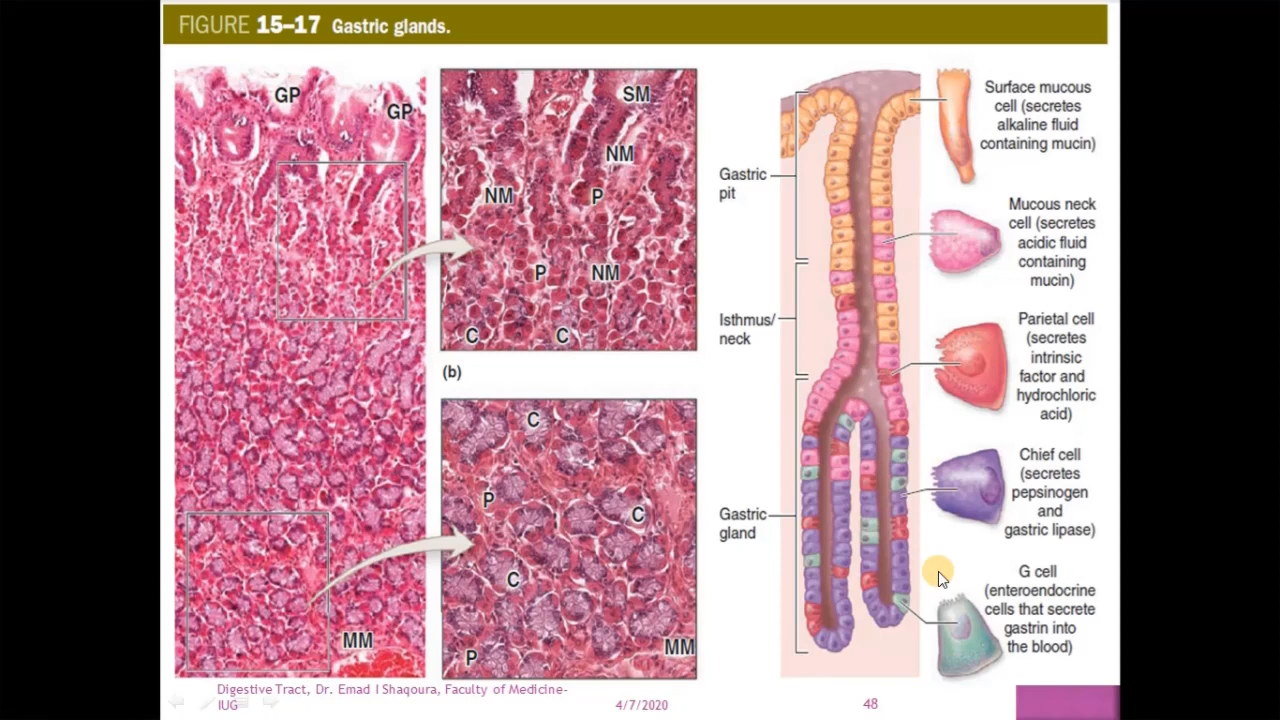 FIGURE 15–17 Gastric glands.
GP
GP
SM
NM
NM
P
P
NM
C
C
(b)
C
P
C
C
P
MM
MM
Gastric
pit
Isthmus/
neck
Gastric
gland
Surface mucous
cell (secretes
alkaline fluid
containing mucin)
Mucous neck
cell (secretes
acidic fluid
containing
mucin)
Parietal cell
(secretes
intrinsic
factor and
hydrochloric
acid)
Chief cell
(secretes
pepsinogen
and
gastric lipase)
G cell
(enteroendocrine
cells that secrete
gastrin into
the blood)
Digestive Tract, Dr. Emad I Shaqoura, Faculty of Medicine-
IUG
4/7/2020
48